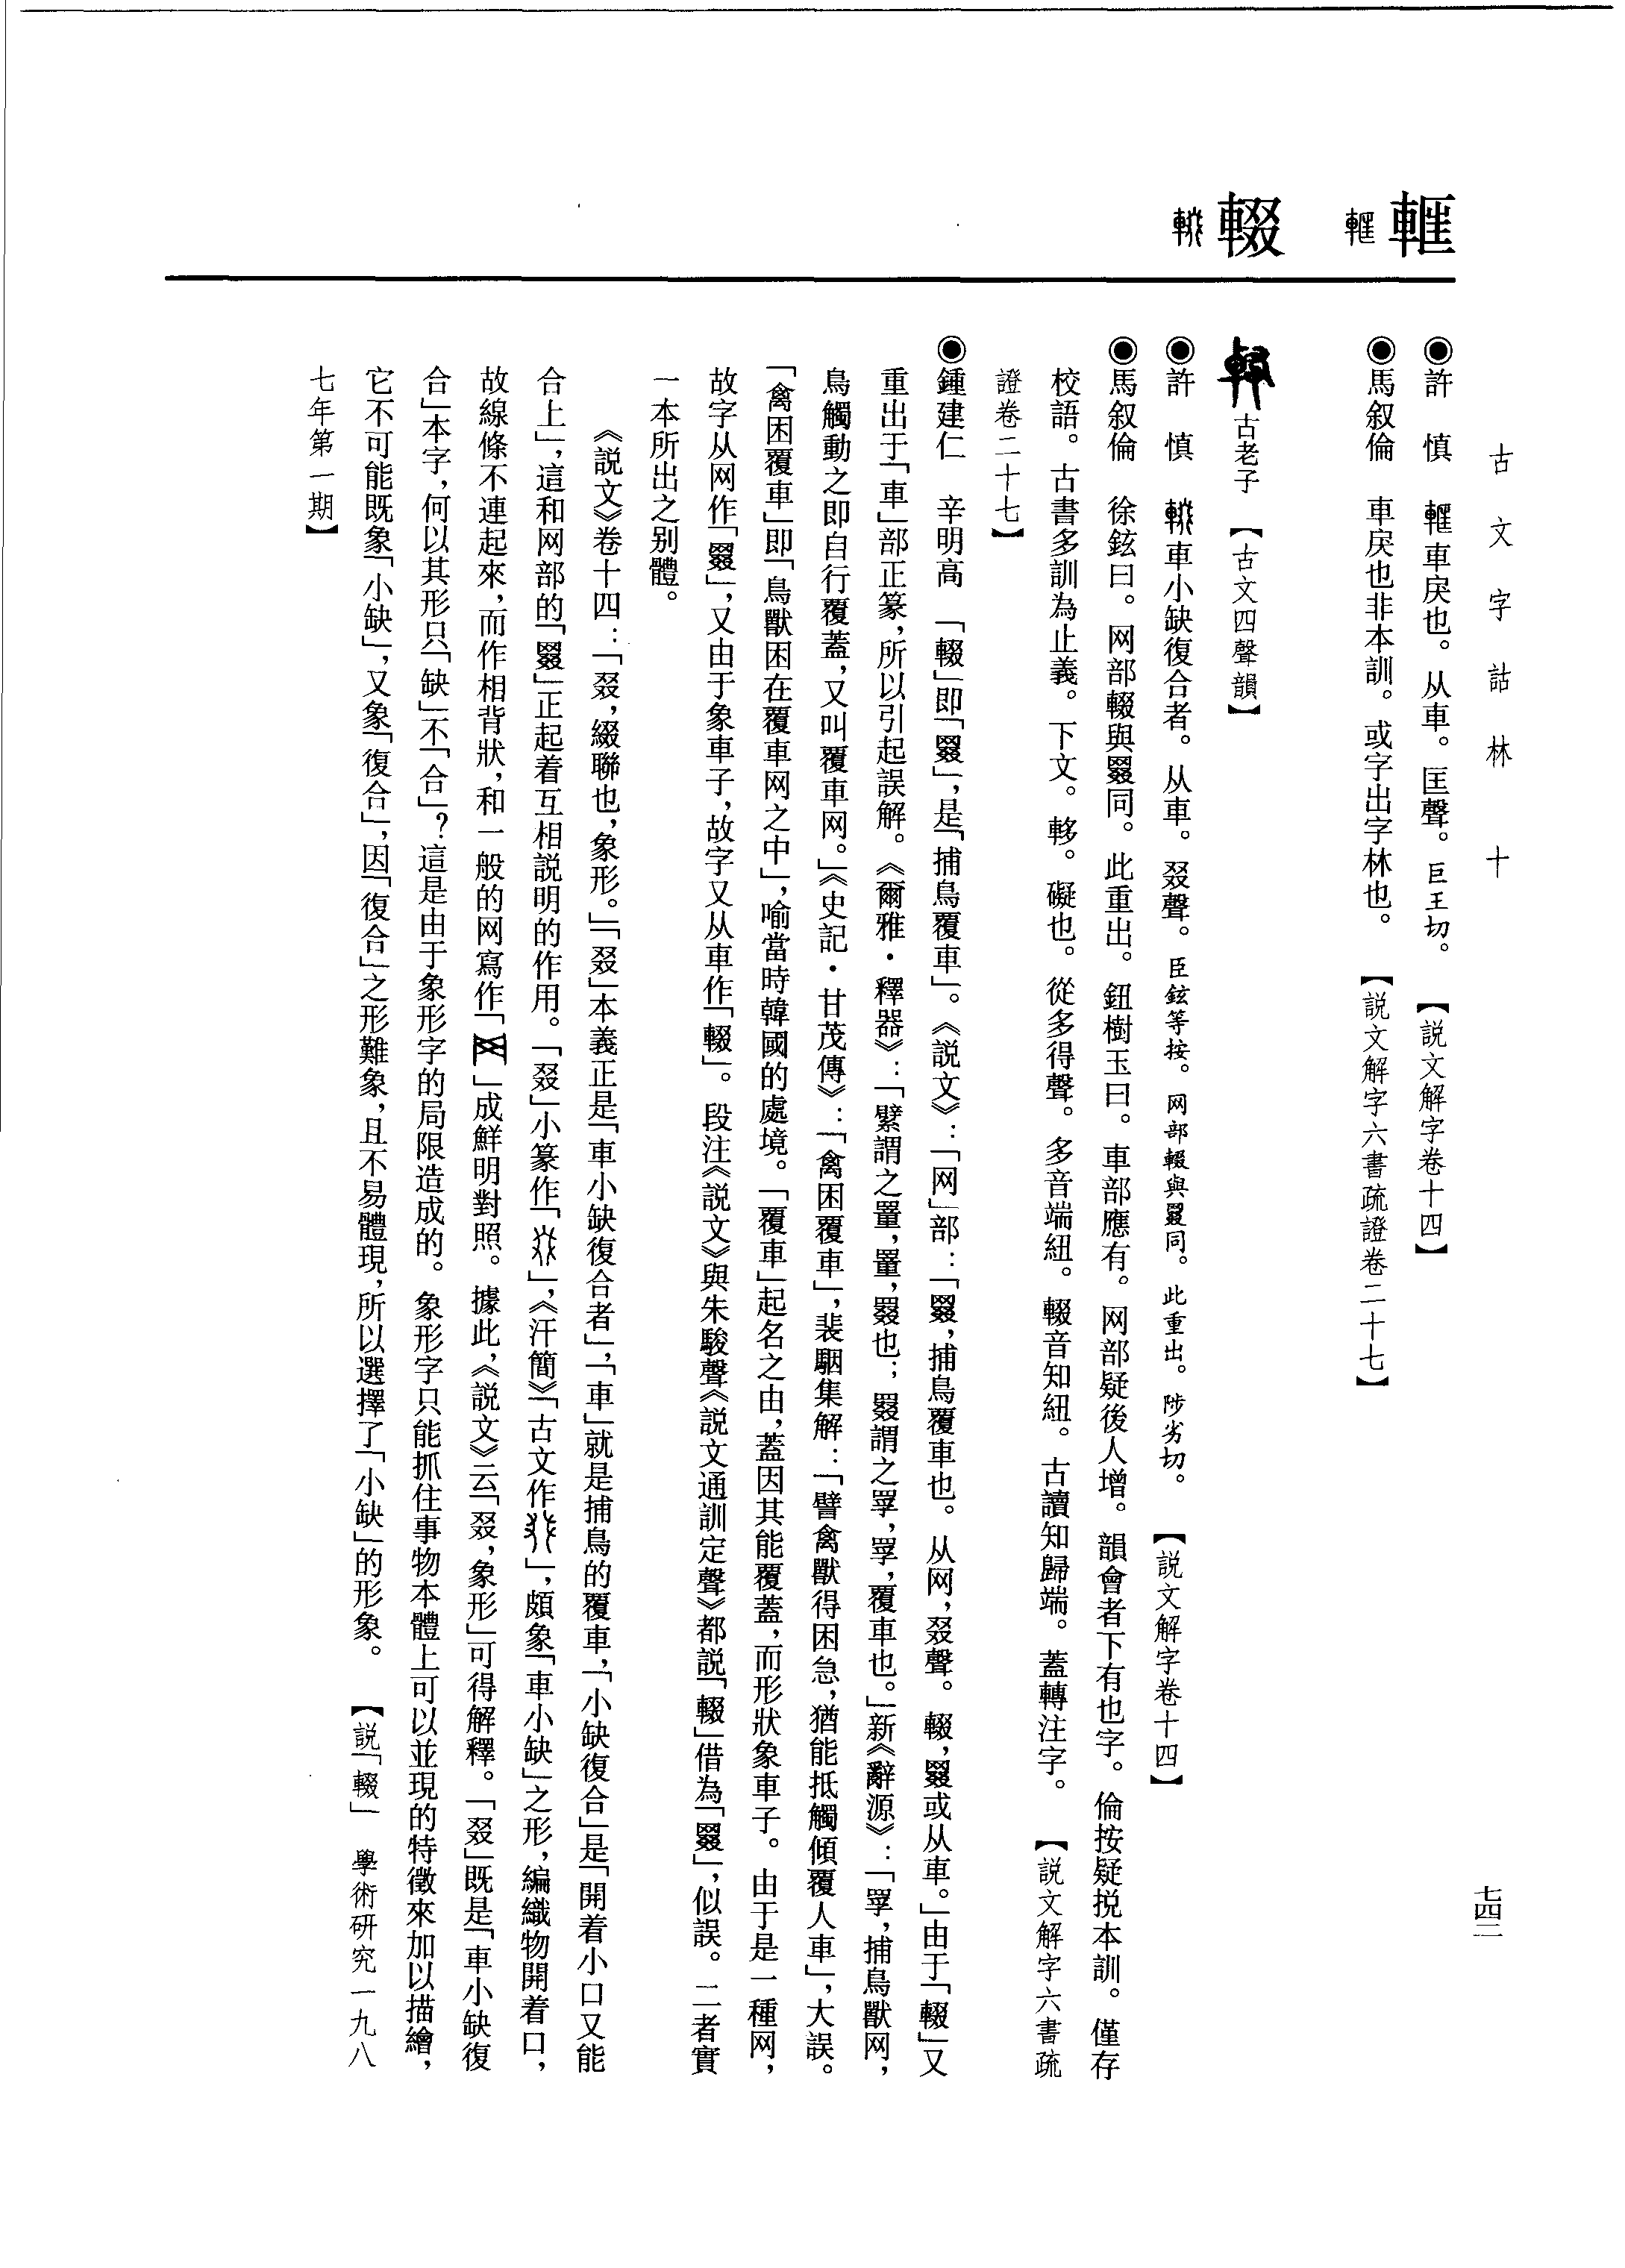 古文字詁林 十
七四二
𨎍
輟
◉許　慎　車戾也。从車。匡聲。巨王切。　【説文解字卷十四】
◉馬叙倫　車戾也非本訓。或字出字林也。　【説文解字六書疏證卷二十七】
古老子　【古文四聲韻】
◉許　慎　車小缺復合者。从車。叕聲。臣鉉等按。网部輟與罬同。此重出。陟劣切。　【説文解字卷十四】
◉馬叙倫　徐鉉曰。网部輟與罬同。此重出。鈕樹玉曰。車部應有。网部疑後人增。韻會者下有也字。倫按疑挩本訓。僅存
校語。古書多訓為止義。下文。䡔。礙也。從多得聲。多音端紐。輟音知紐。古讀知歸端。蓋轉注字。　【説文解字六書疏
證卷二十七】
◉鍾建仁　辛明高　「輟」即「罬」，是「捕鳥覆車」。《説文》：「网」部：「罬，捕鳥覆車也。从网，叕聲。輟，罬或从車。」由于「輟」又
重出于「車」部正篆，所以引起誤解。《爾雅·釋器》：「繴謂之罿，罿，罬也；罬謂之罦，罦，覆車也。」新《辭源》：「罦，捕鳥獸网，
鳥觸動之即自行覆蓋，又叫覆車网。」《史記·甘茂傳》：「禽困覆車」，裴駰集解：「譬禽獸得困急，猶能抵觸傾覆人車」，大誤。
「禽困覆車」即「鳥獸困在覆車网之中」，喻當時韓國的處境。「覆車」起名之由，蓋因其能覆蓋，而形狀象車子。由于是一種网，
故字从网作「罬」，又由于象車子，故字又从車作「輟」。段注《説文》與朱駿聲《説文通訓定聲》都説「輟」借為「罬」，似誤。二者實
一本所出之别體。
《説文》卷十四：「叕，綴聯也，象形。」「叕」本義正是「車小缺復合者」，「車」就是捕鳥的覆車，「小缺復合」是「開着小口又能
合上」，這和网部的「罬」正起着互相説明的作用。「叕」小篆作「」，《汗簡》「古文作」，頗象「車小缺」之形，編織物開着口，
故線條不連起來，而作相背狀，和一般的网寫作「」成鮮明對照。據此，《説文》云「叕，象形」可得解釋。「叕」既是「車小缺復
合」本字，何以其形只「缺」不「合」？這是由于象形字的局限造成的。象形字只能抓住事物本體上可以並現的特徵來加以描繪，
它不可能既象「小缺」，又象「復合」，因「復合」之形難象，且不易體現，所以選擇了「小缺」的形象。　【説「輟」　學術研究一九八
七年第一期】